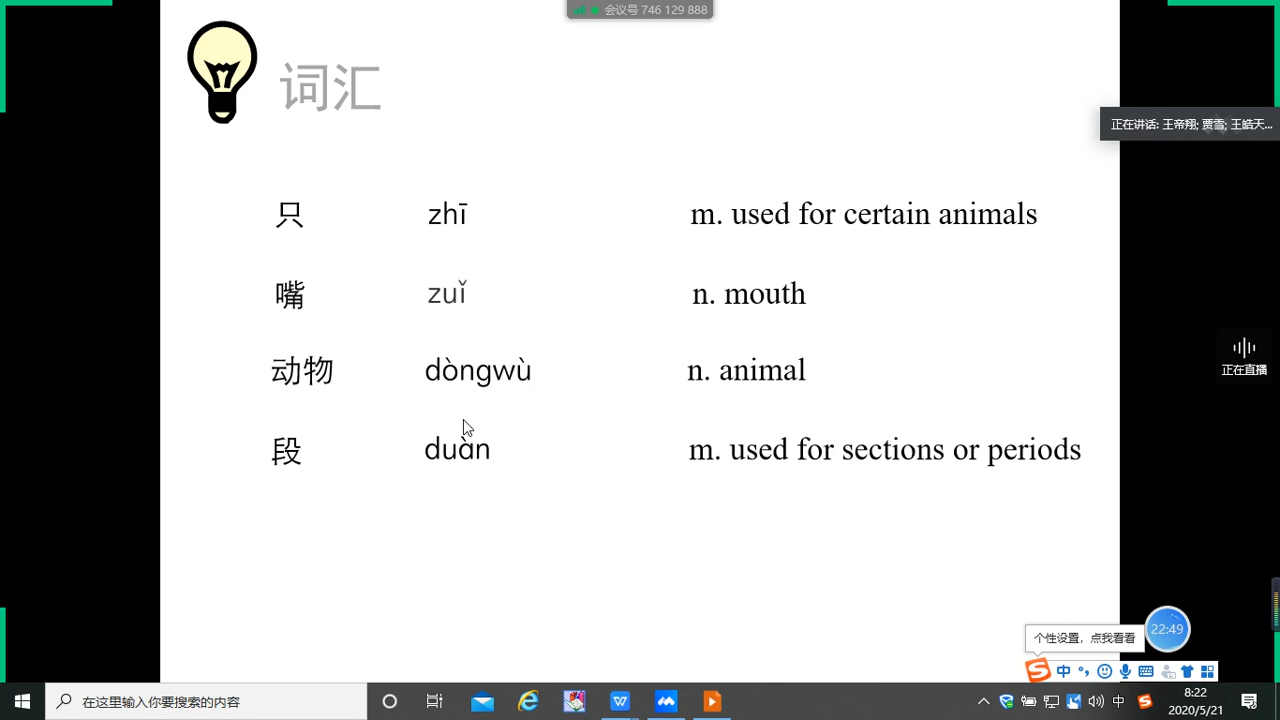 会议号 746 129 888
词汇
正在讲话: 王帝翔; 贾雪; 王皓天...
只 zhī m. used for certain animals
嘴 zuǐ n. mouth
正在直播
动物 dòngwù n. animal
段 duàn m. used for sections or periods
22:49
个性设置，点我看看
中
在这里输入你要搜索的内容
中
8:22
2020/5/21